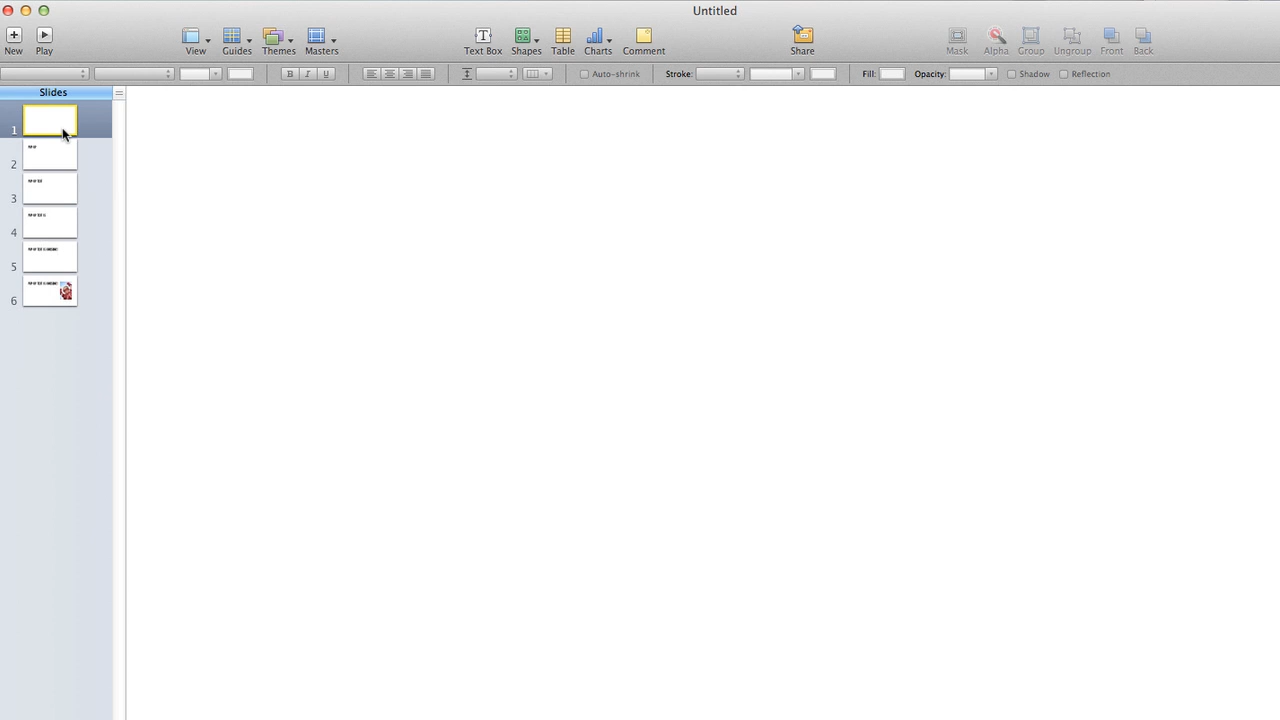 Untitled
New
Play
View
Guides
Themes
Masters
Text Box
Shapes
Table
Charts
Comment
Share
Mask
Alpha
Group
Ungroup
Front
Back
B I U
Auto-shrink
Stroke:
Fill:
Opacity:
Shadow
Reflection
Slides
1
2
3
4
5
6